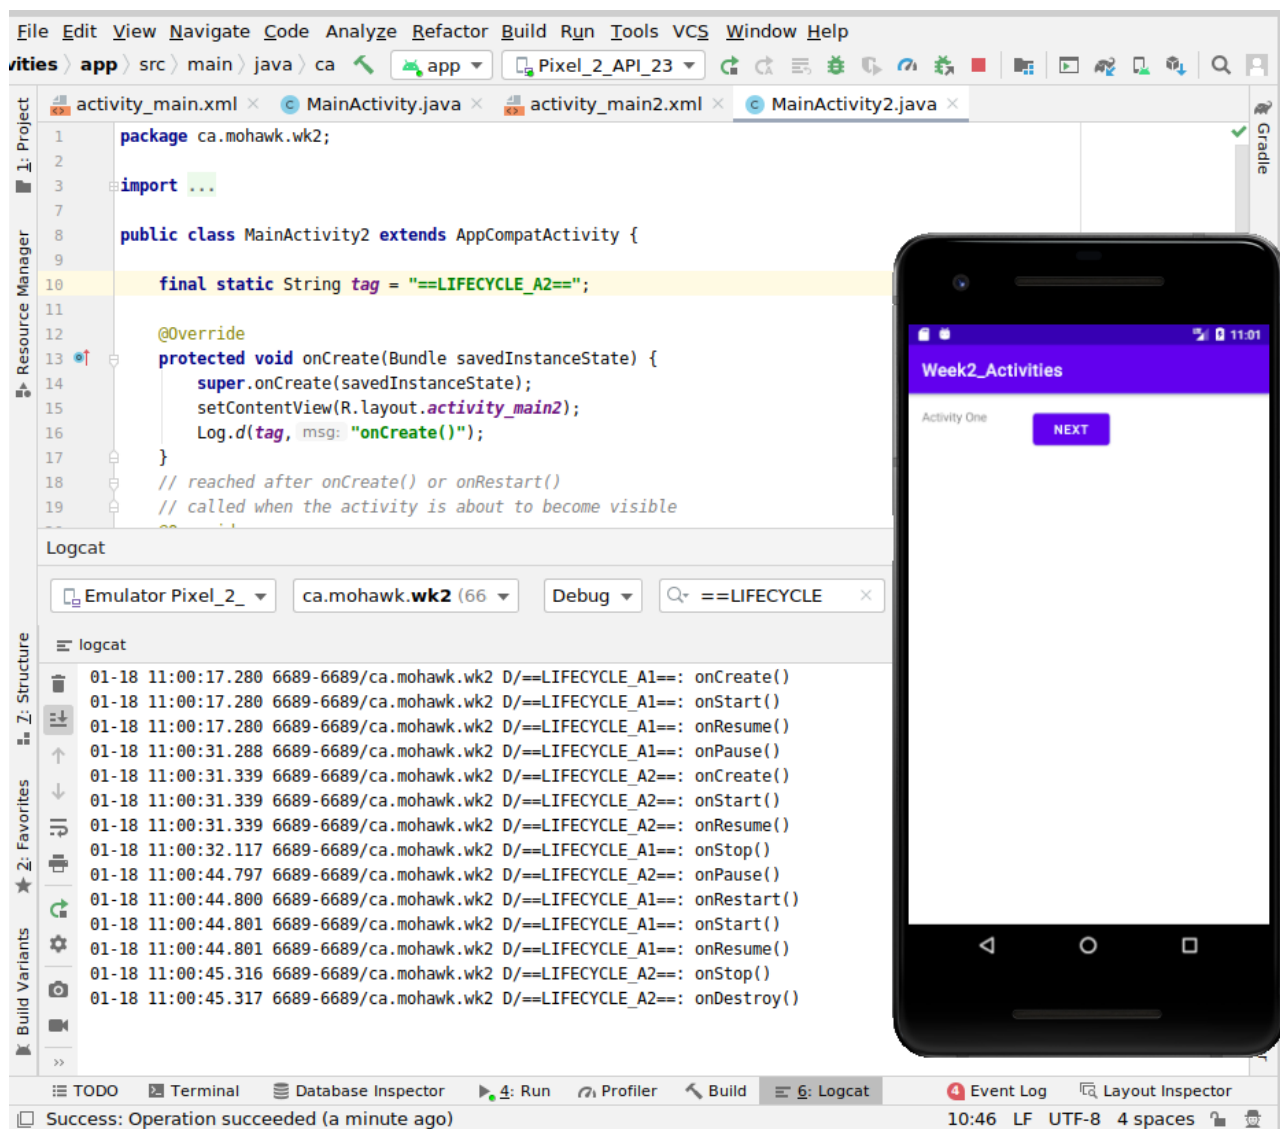 File Edit View Navigate Code Analyze Refactor Build Run Tools VCS Window Help
vities app src main java ca app Pixel_2_API_23
activity_main.xml MainActivity.java activity_main2.xml MainActivity2.java
1: Project
Resource Manager
7: Structure
2: Favorites
Build Variants
Gradle
1 package ca.mohawk.wk2;
2
3 import ...
7
8 public class MainActivity2 extends AppCompatActivity {
9
10 final static String tag = "==LIFECYCLE_A2==";
11
12 @Override
13 protected void onCreate(Bundle savedInstanceState) {
14 super.onCreate(savedInstanceState);
15 setContentView(R.layout.activity_main2);
16 Log.d(tag, msg: "onCreate()");
17 }
18 // reached after onCreate() or onRestart()
19 // called when the activity is about to become visible
11:01
Week2_Activities
Activity One NEXT
Logcat
Emulator Pixel_2_ ca.mohawk.wk2 (66 Debug ==LIFECYCLE
logcat
01-18 11:00:17.280 6689-6689/ca.mohawk.wk2 D/==LIFECYCLE_A1==: onCreate()
01-18 11:00:17.280 6689-6689/ca.mohawk.wk2 D/==LIFECYCLE_A1==: onStart()
01-18 11:00:17.280 6689-6689/ca.mohawk.wk2 D/==LIFECYCLE_A1==: onResume()
01-18 11:00:31.288 6689-6689/ca.mohawk.wk2 D/==LIFECYCLE_A1==: onPause()
01-18 11:00:31.339 6689-6689/ca.mohawk.wk2 D/==LIFECYCLE_A2==: onCreate()
01-18 11:00:31.339 6689-6689/ca.mohawk.wk2 D/==LIFECYCLE_A2==: onStart()
01-18 11:00:31.339 6689-6689/ca.mohawk.wk2 D/==LIFECYCLE_A2==: onResume()
01-18 11:00:32.117 6689-6689/ca.mohawk.wk2 D/==LIFECYCLE_A1==: onStop()
01-18 11:00:44.797 6689-6689/ca.mohawk.wk2 D/==LIFECYCLE_A2==: onPause()
01-18 11:00:44.800 6689-6689/ca.mohawk.wk2 D/==LIFECYCLE_A1==: onRestart()
01-18 11:00:44.801 6689-6689/ca.mohawk.wk2 D/==LIFECYCLE_A1==: onStart()
01-18 11:00:44.801 6689-6689/ca.mohawk.wk2 D/==LIFECYCLE_A1==: onResume()
01-18 11:00:45.316 6689-6689/ca.mohawk.wk2 D/==LIFECYCLE_A2==: onStop()
01-18 11:00:45.317 6689-6689/ca.mohawk.wk2 D/==LIFECYCLE_A2==: onDestroy()
TODO Terminal Database Inspector 4: Run Profiler Build 6: Logcat 4 Event Log Layout Inspector
Success: Operation succeeded (a minute ago) 10:46 LF UTF-8 4 spaces